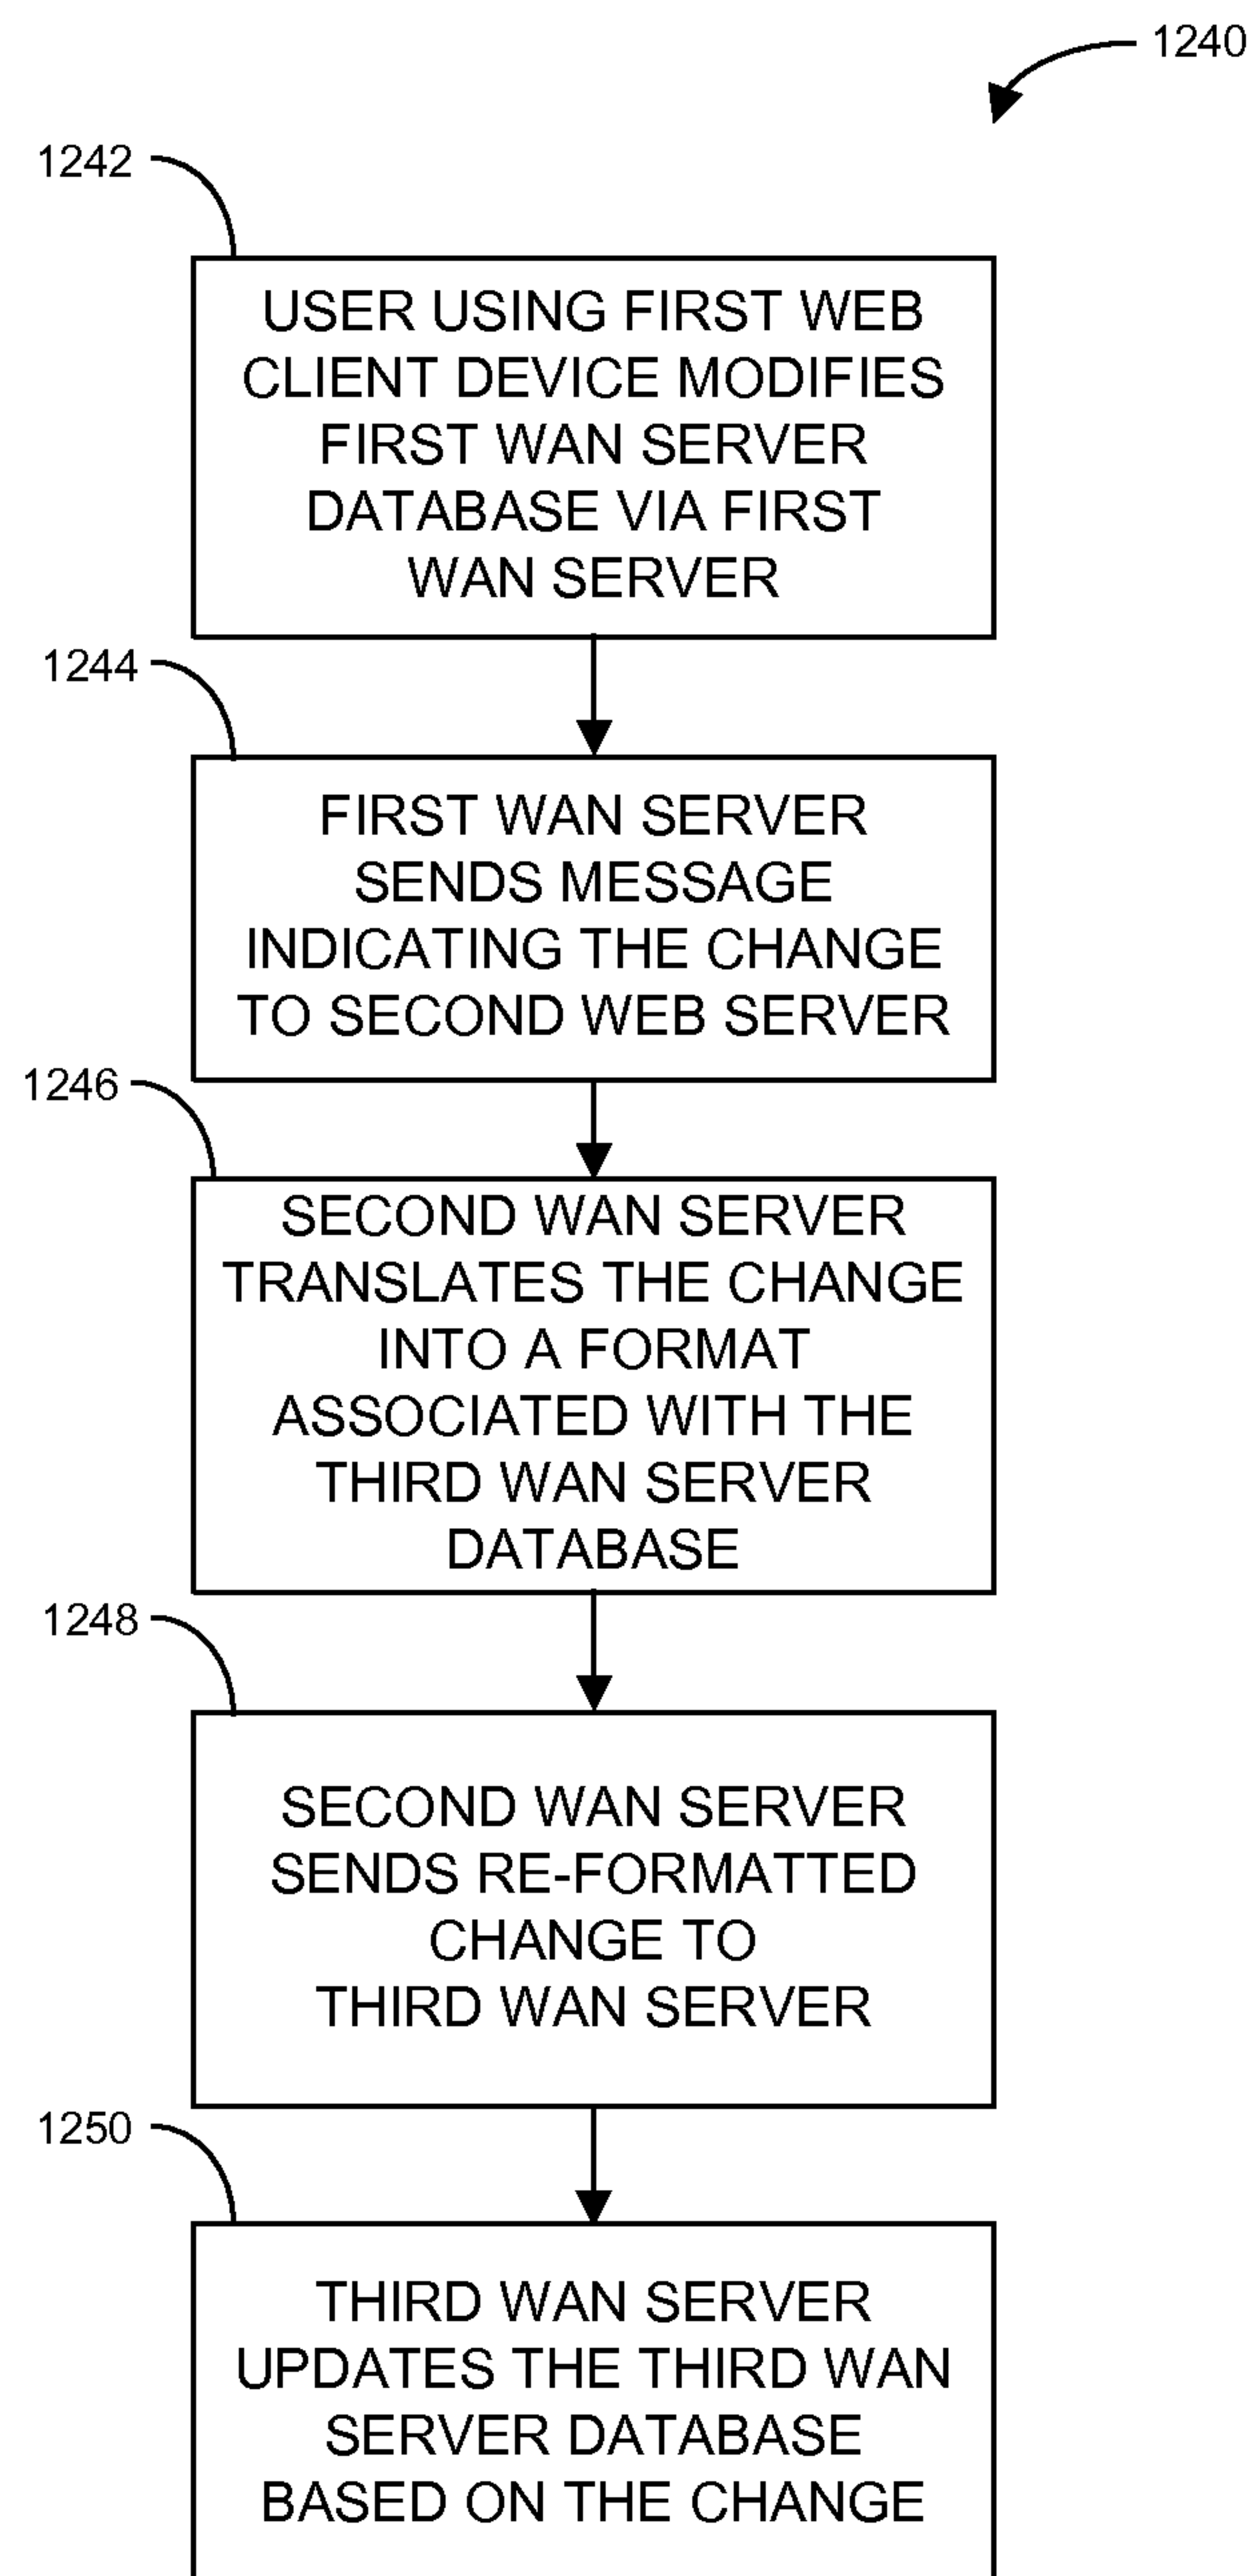 1240
1242
USER USING FIRST WEB
CLIENT DEVICE MODIFIES
FIRST WAN SERVER
DATABASE VIA FIRST
WAN SERVER
1244
FIRST WAN SERVER
SENDS MESSAGE
INDICATING THE CHANGE
TO SECOND WEB SERVER
1246
SECOND WAN SERVER
TRANSLATES THE CHANGE
INTO A FORMAT
ASSOCIATED WITH THE
THIRD WAN SERVER
DATABASE
1248
SECOND WAN SERVER
SENDS RE-FORMATTED
CHANGE TO
THIRD WAN SERVER
1250
THIRD WAN SERVER
UPDATES THE THIRD WAN
SERVER DATABASE
BASED ON THE CHANGE